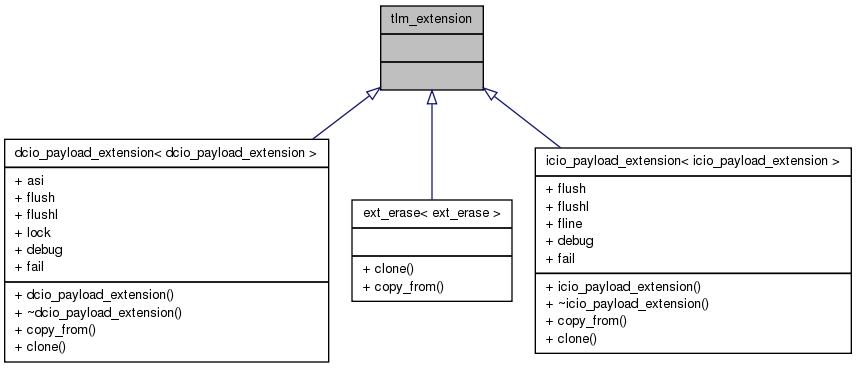 tlm_extension
dcio_payload_extension< dcio_payload_extension >
+ asi
+ flush
+ flushl
+ lock
+ debug
+ fail
+ dcio_payload_extension()
+ ~dcio_payload_extension()
+ copy_from()
+ clone()
ext_erase< ext_erase >
+ clone()
+ copy_from()
icio_payload_extension< icio_payload_extension >
+ flush
+ flushl
+ fline
+ debug
+ fail
+ icio_payload_extension()
+ ~icio_payload_extension()
+ copy_from()
+ clone()